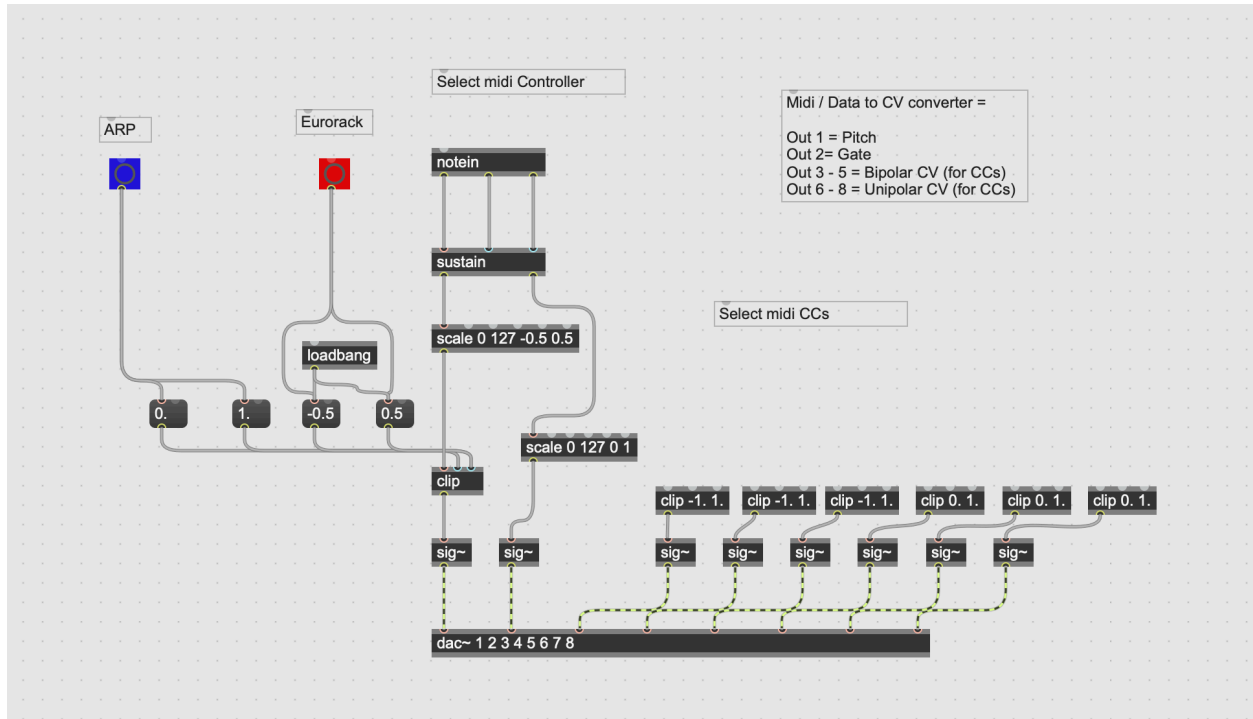 Select midi Controller
Midi / Data to CV converter =
Out 1 = Pitch
Out 2= Gate
Out 3 - 5 = Bipolar CV (for CCs)
Out 6 - 8 = Unipolar CV (for CCs)
ARP
Eurorack
notein
sustain
Select midi CCs
scale 0 127 -0.5 0.5
loadbang
0.
1.
-0.5
0.5
scale 0 127 0 1
clip
clip -1. 1.
clip -1. 1.
clip -1. 1.
clip 0. 1.
clip 0. 1.
clip 0. 1.
sig~
sig~
sig~
sig~
sig~
sig~
sig~
sig~
dac~ 1 2 3 4 5 6 7 8